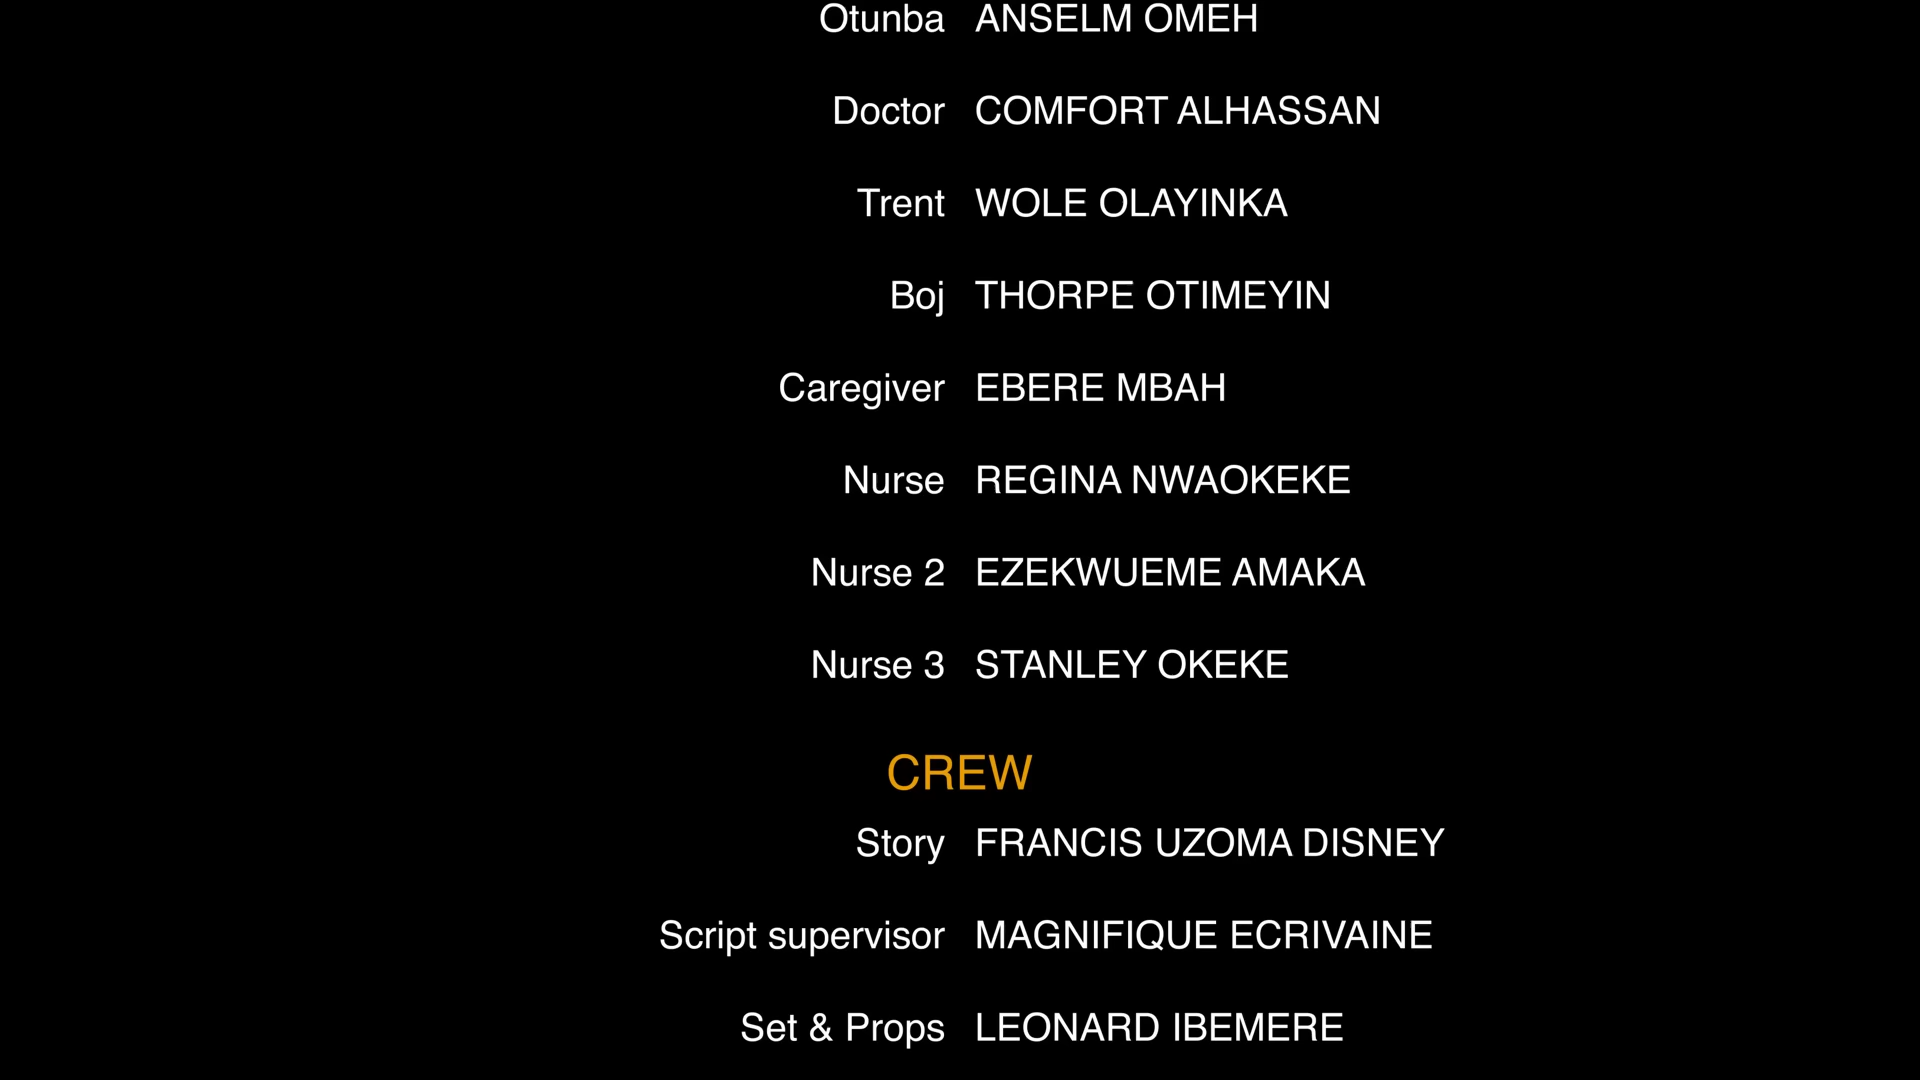 Otunba ANSELM OMEH
Doctor COMFORT ALHASSAN
Trent WOLE OLAYINKA
Boj THORPE OTIMEYIN
Caregiver EBERE MBAH
Nurse REGINA NWAOKEKE
Nurse 2 EZEKWUEME AMAKA
Nurse 3 STANLEY OKEKE
CREW
Story FRANCIS UZOMA DISNEY
Script supervisor MAGNIFIQUE ECRIVAINE
Set & Props LEONARD IBEMERE